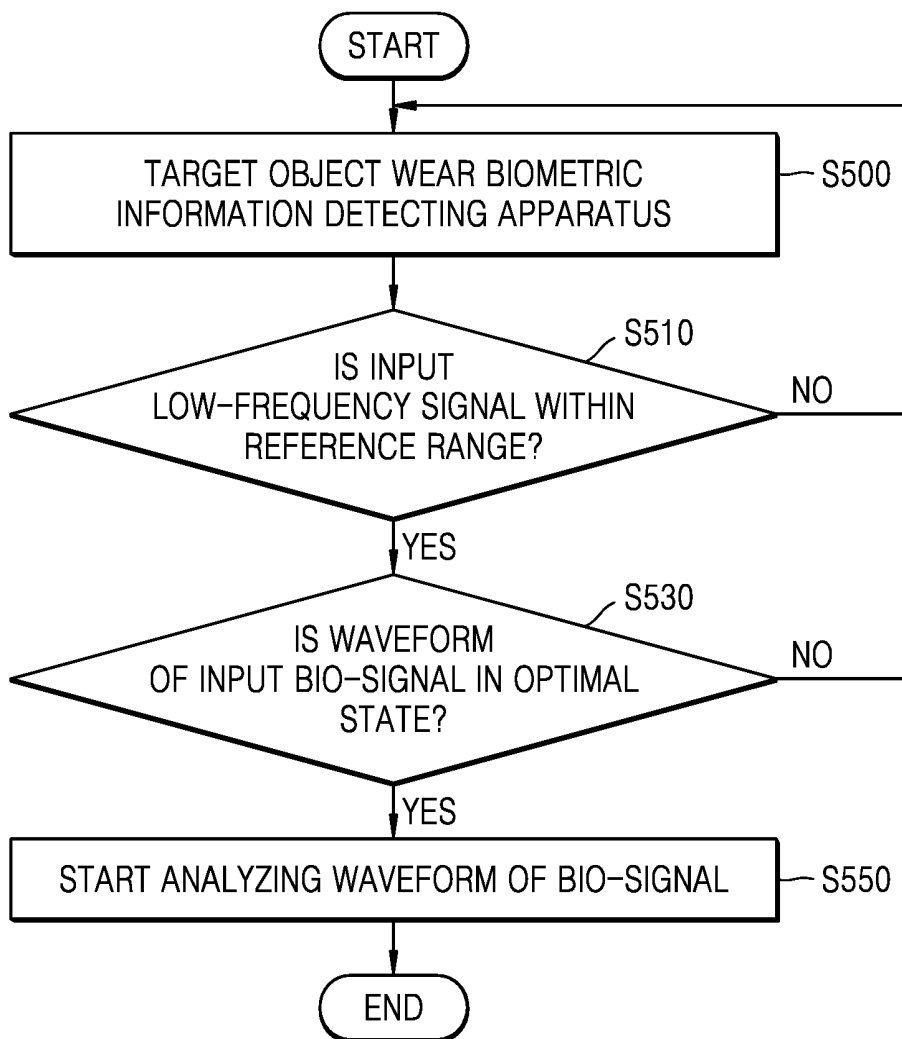 START
TARGET OBJECT WEAR BIOMETRIC
INFORMATION DETECTING APPARATUS
S500
S510
IS INPUT
LOW-FREQUENCY SIGNAL WITHIN
REFERENCE RANGE?
NO
YES
S530
IS WAVEFORM
OF INPUT BIO-SIGNAL IN OPTIMAL
STATE?
NO
YES
START ANALYZING WAVEFORM OF BIO-SIGNAL
S550
END